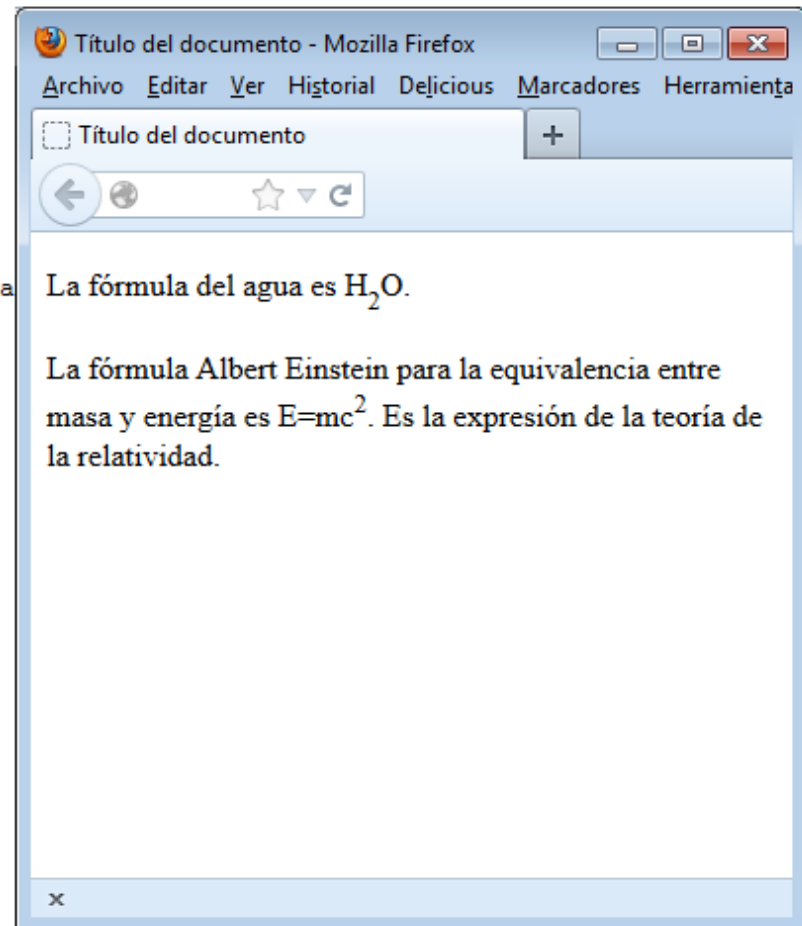 Título del documento - Mozilla Firefox
Archivo Editar Ver Historial Delicious Marcadores Herramienta
Título del documento
a
La fórmula del agua es H₂O.
La fórmula Albert Einstein para la equivalencia entre
masa y energía es E=mc². Es la expresión de la teoría de
la relatividad.